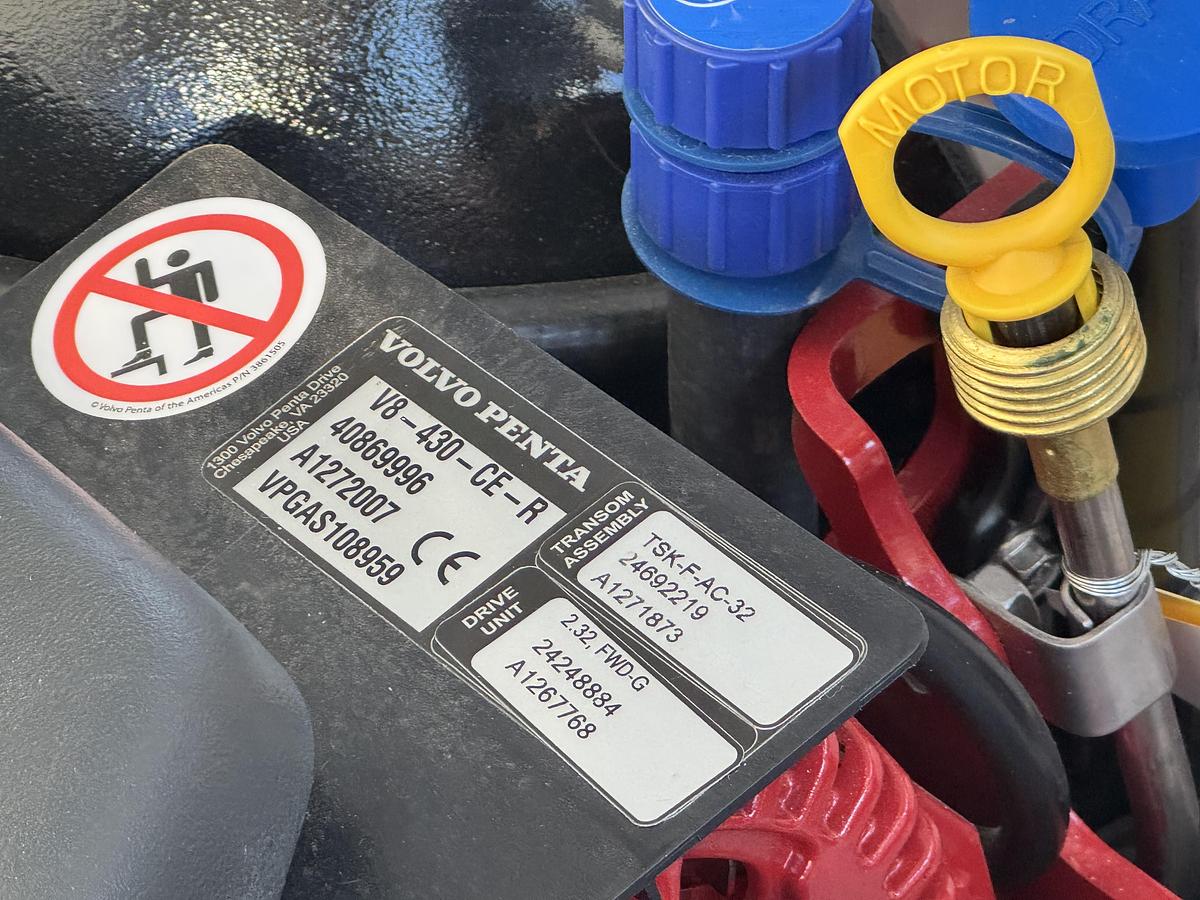 MOTOR
© Volvo Penta of the Americas P/N 3861505
1300 Volvo Penta Drive
Chesapeake, VA 23320
USA
VOLVO PENTA
V8-430-CE-R
40869996
A1272007
VPGAS108959
CE
TRANSOM
ASSEMBLY
TSK-F-AC-32
24692219
A1271873
DRIVE
UNIT
2.32, FWD-G
24248884
A1267768